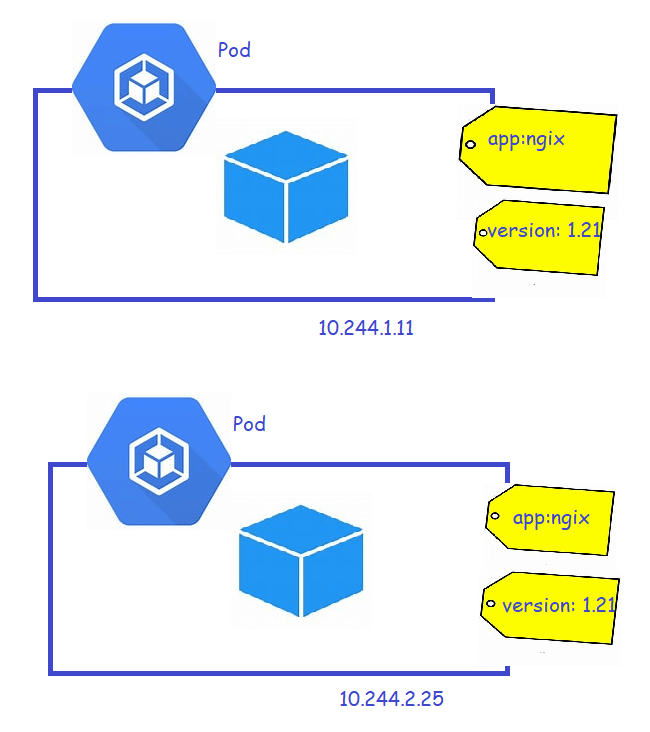 Pod
app:ngix
version: 1.21
10.244.1.11
Pod
app:ngix
version: 1.21
10.244.2.25